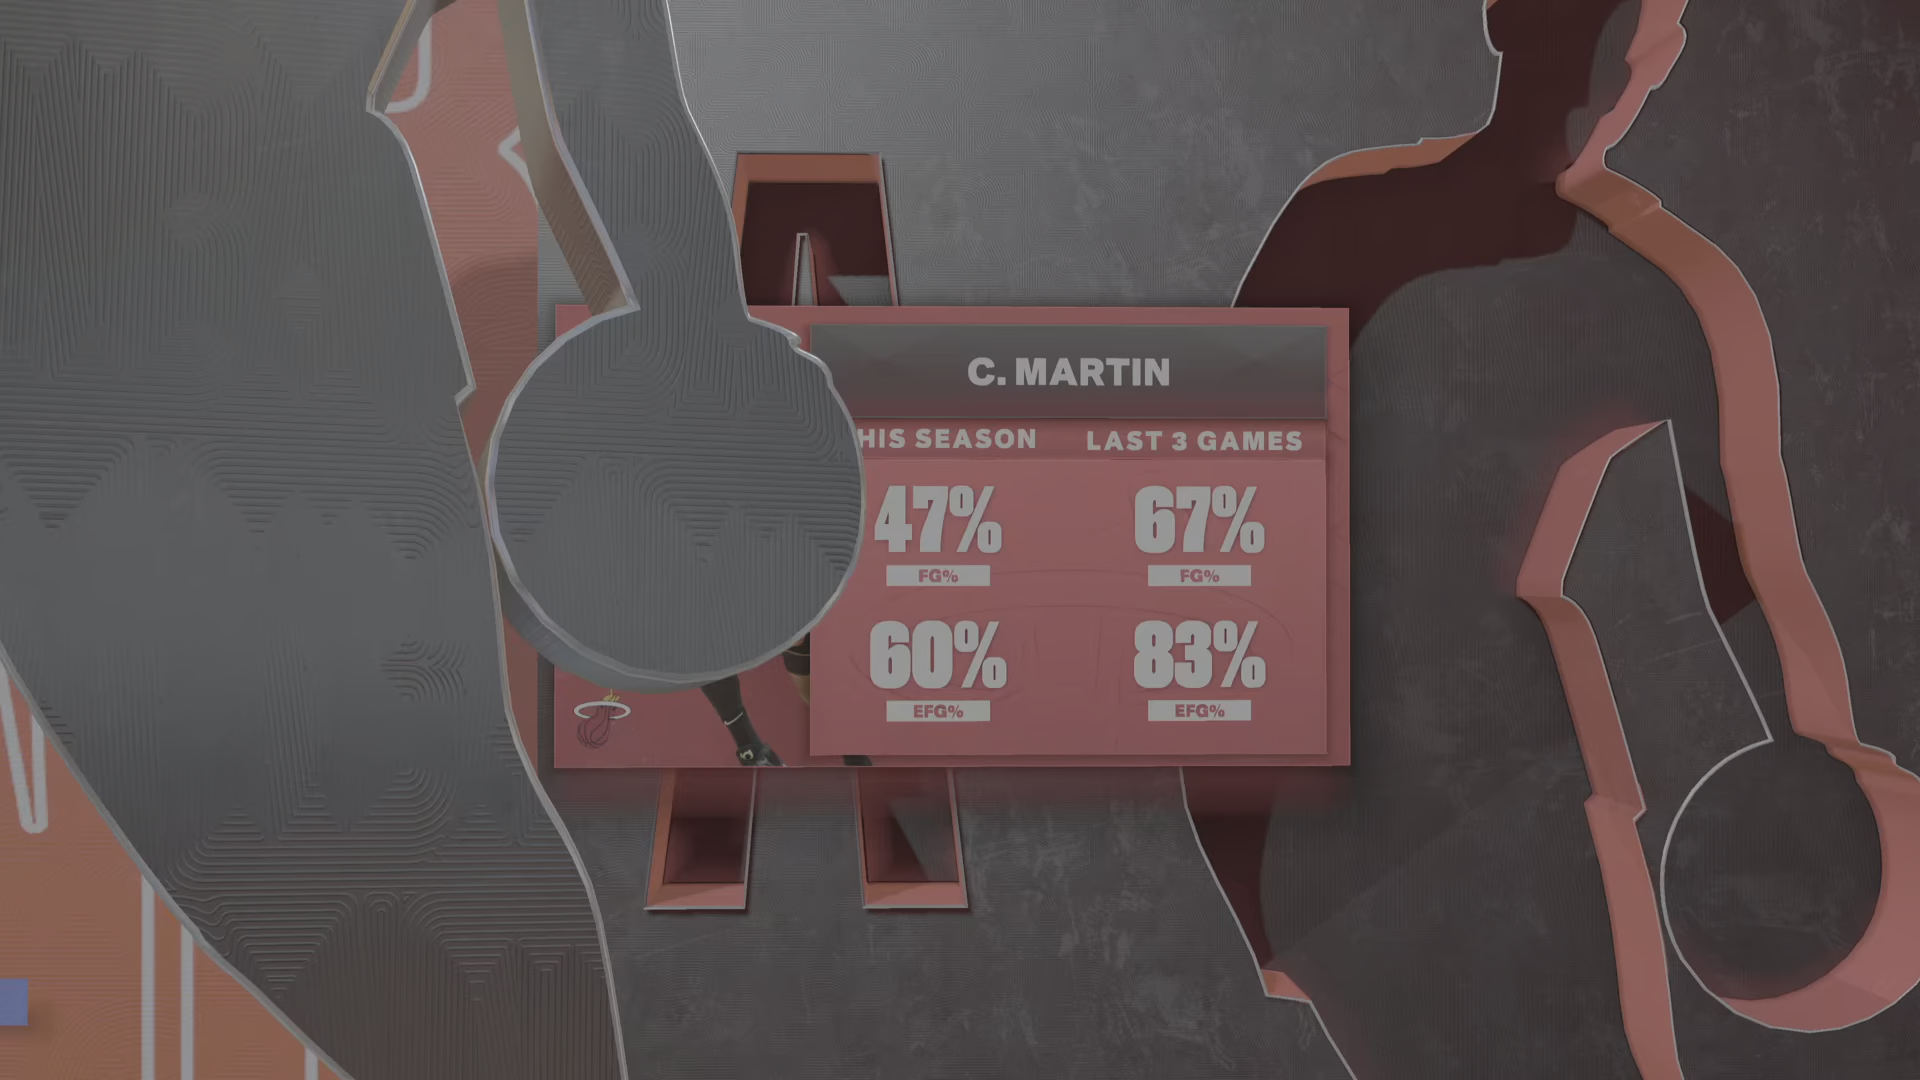 C. MARTIN
HIS SEASON LAST 3 GAMES
47% 67%
FG% FG%
60% 83%
EFG% EFG%